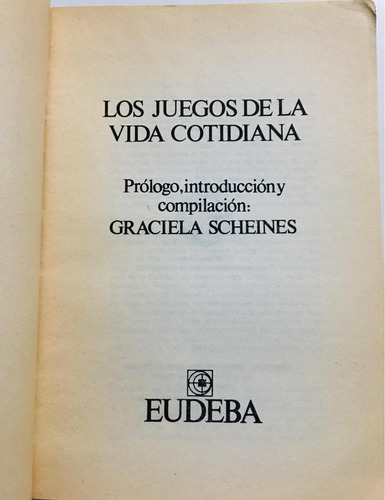 LOS JUEGOS DE LA
VIDA COTIDIANA
Prólogo, introducción y
compilación:
GRACIELA SCHEINES
EUDEBA